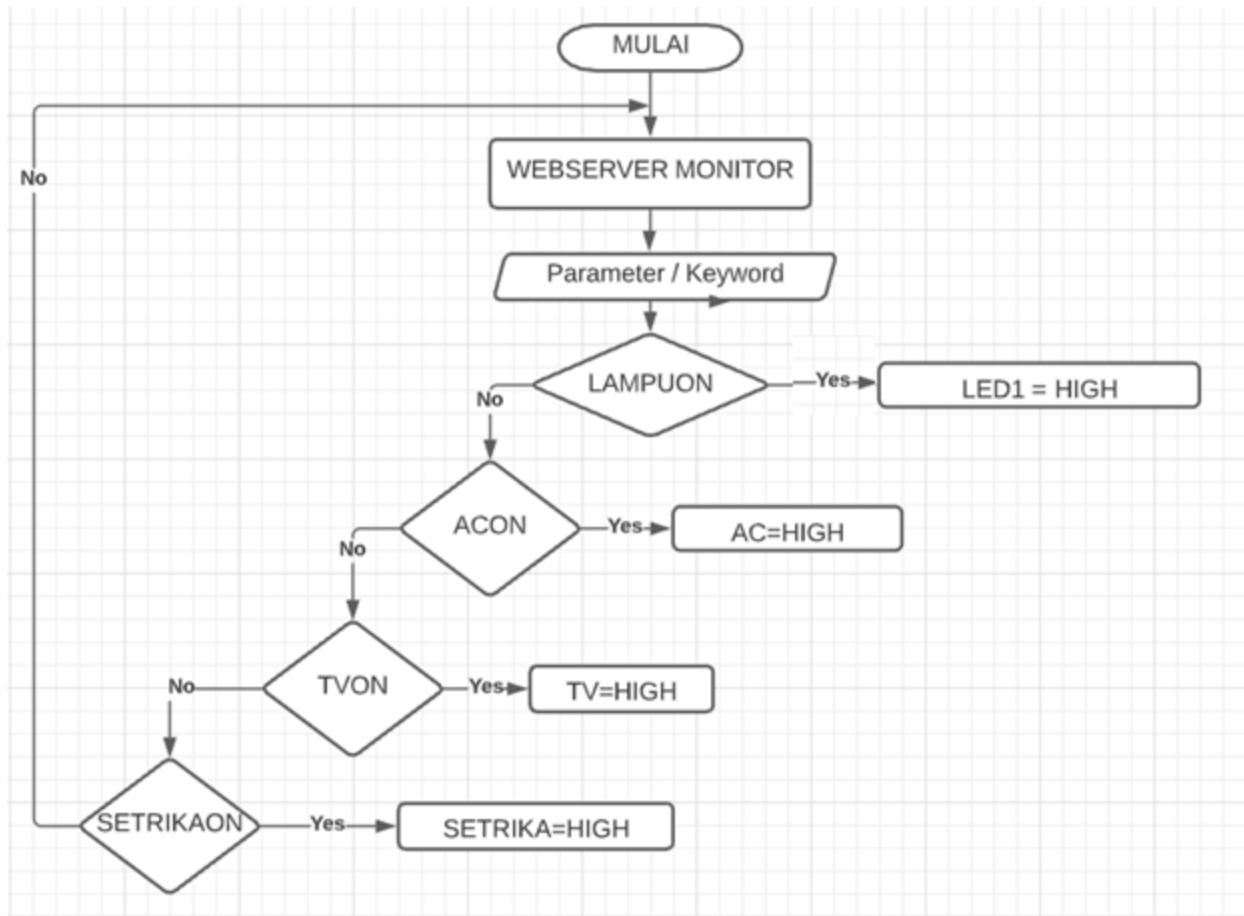 MULAI
No
WEBSERVER MONITOR
Parameter / Keyword
LAMPUON
Yes
LED1 = HIGH
No
ACON
Yes
AC=HIGH
No
TVON
Yes
TV=HIGH
No
SETRIKAON
Yes
SETRIKA=HIGH